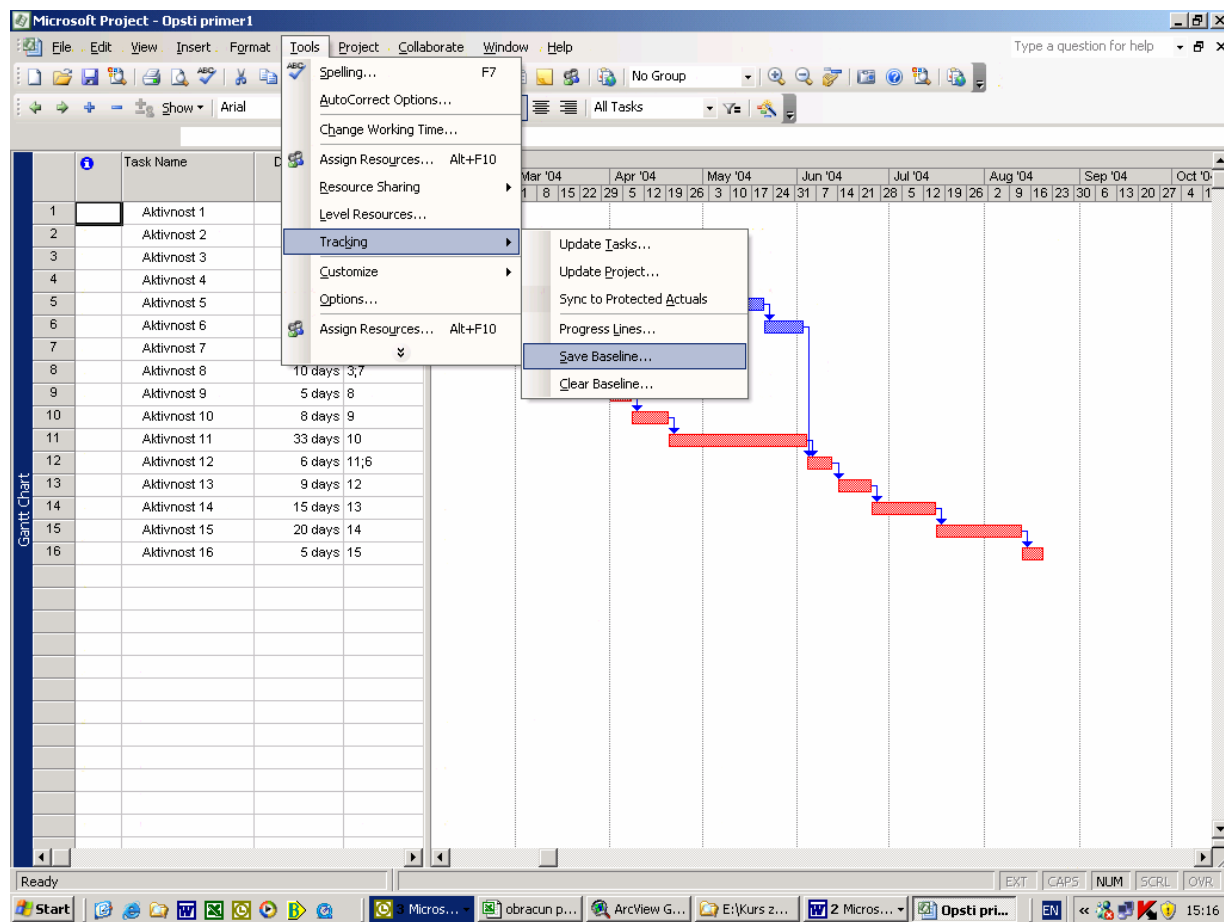 Microsoft Project - Opsti primer1
File Edit View Insert Format Tools Project Collaborate Window Help Type a question for help
No Group
Show Arial All Tasks
Spelling... F7
AutoCorrect Options...
Change Working Time...
Assign Resources... Alt+F10
Resource Sharing
Level Resources...
Tracking
Customize
Options...
Assign Resources... Alt+F10
Update Tasks...
Update Project...
Sync to Protected Actuals
Progress Lines...
Save Baseline...
Clear Baseline...
Task Name D
Mar '04 Apr '04 May '04 Jun '04 Jul '04 Aug '04 Sep '04 Oct '0
1 8 15 22 29 5 12 19 26 3 10 17 24 31 7 14 21 28 5 12 19 26 2 9 16 23 30 6 13 20 27 4 1
1 Aktivnost 1
2 Aktivnost 2
3 Aktivnost 3
4 Aktivnost 4
5 Aktivnost 5
6 Aktivnost 6
7 Aktivnost 7
8 Aktivnost 8 10 days 3;7
9 Aktivnost 9 5 days 8
10 Aktivnost 10 8 days 9
11 Aktivnost 11 33 days 10
12 Aktivnost 12 6 days 11;6
13 Aktivnost 13 9 days 12
14 Aktivnost 14 15 days 13
15 Aktivnost 15 20 days 14
16 Aktivnost 16 5 days 15
Gantt Chart
Ready EXT CAPS NUM SCRL OVR
Start 3 Micros... obracun p... ArcView G... E:\Kurs z... 2 Micros... Opsti pri... EN « 15:16